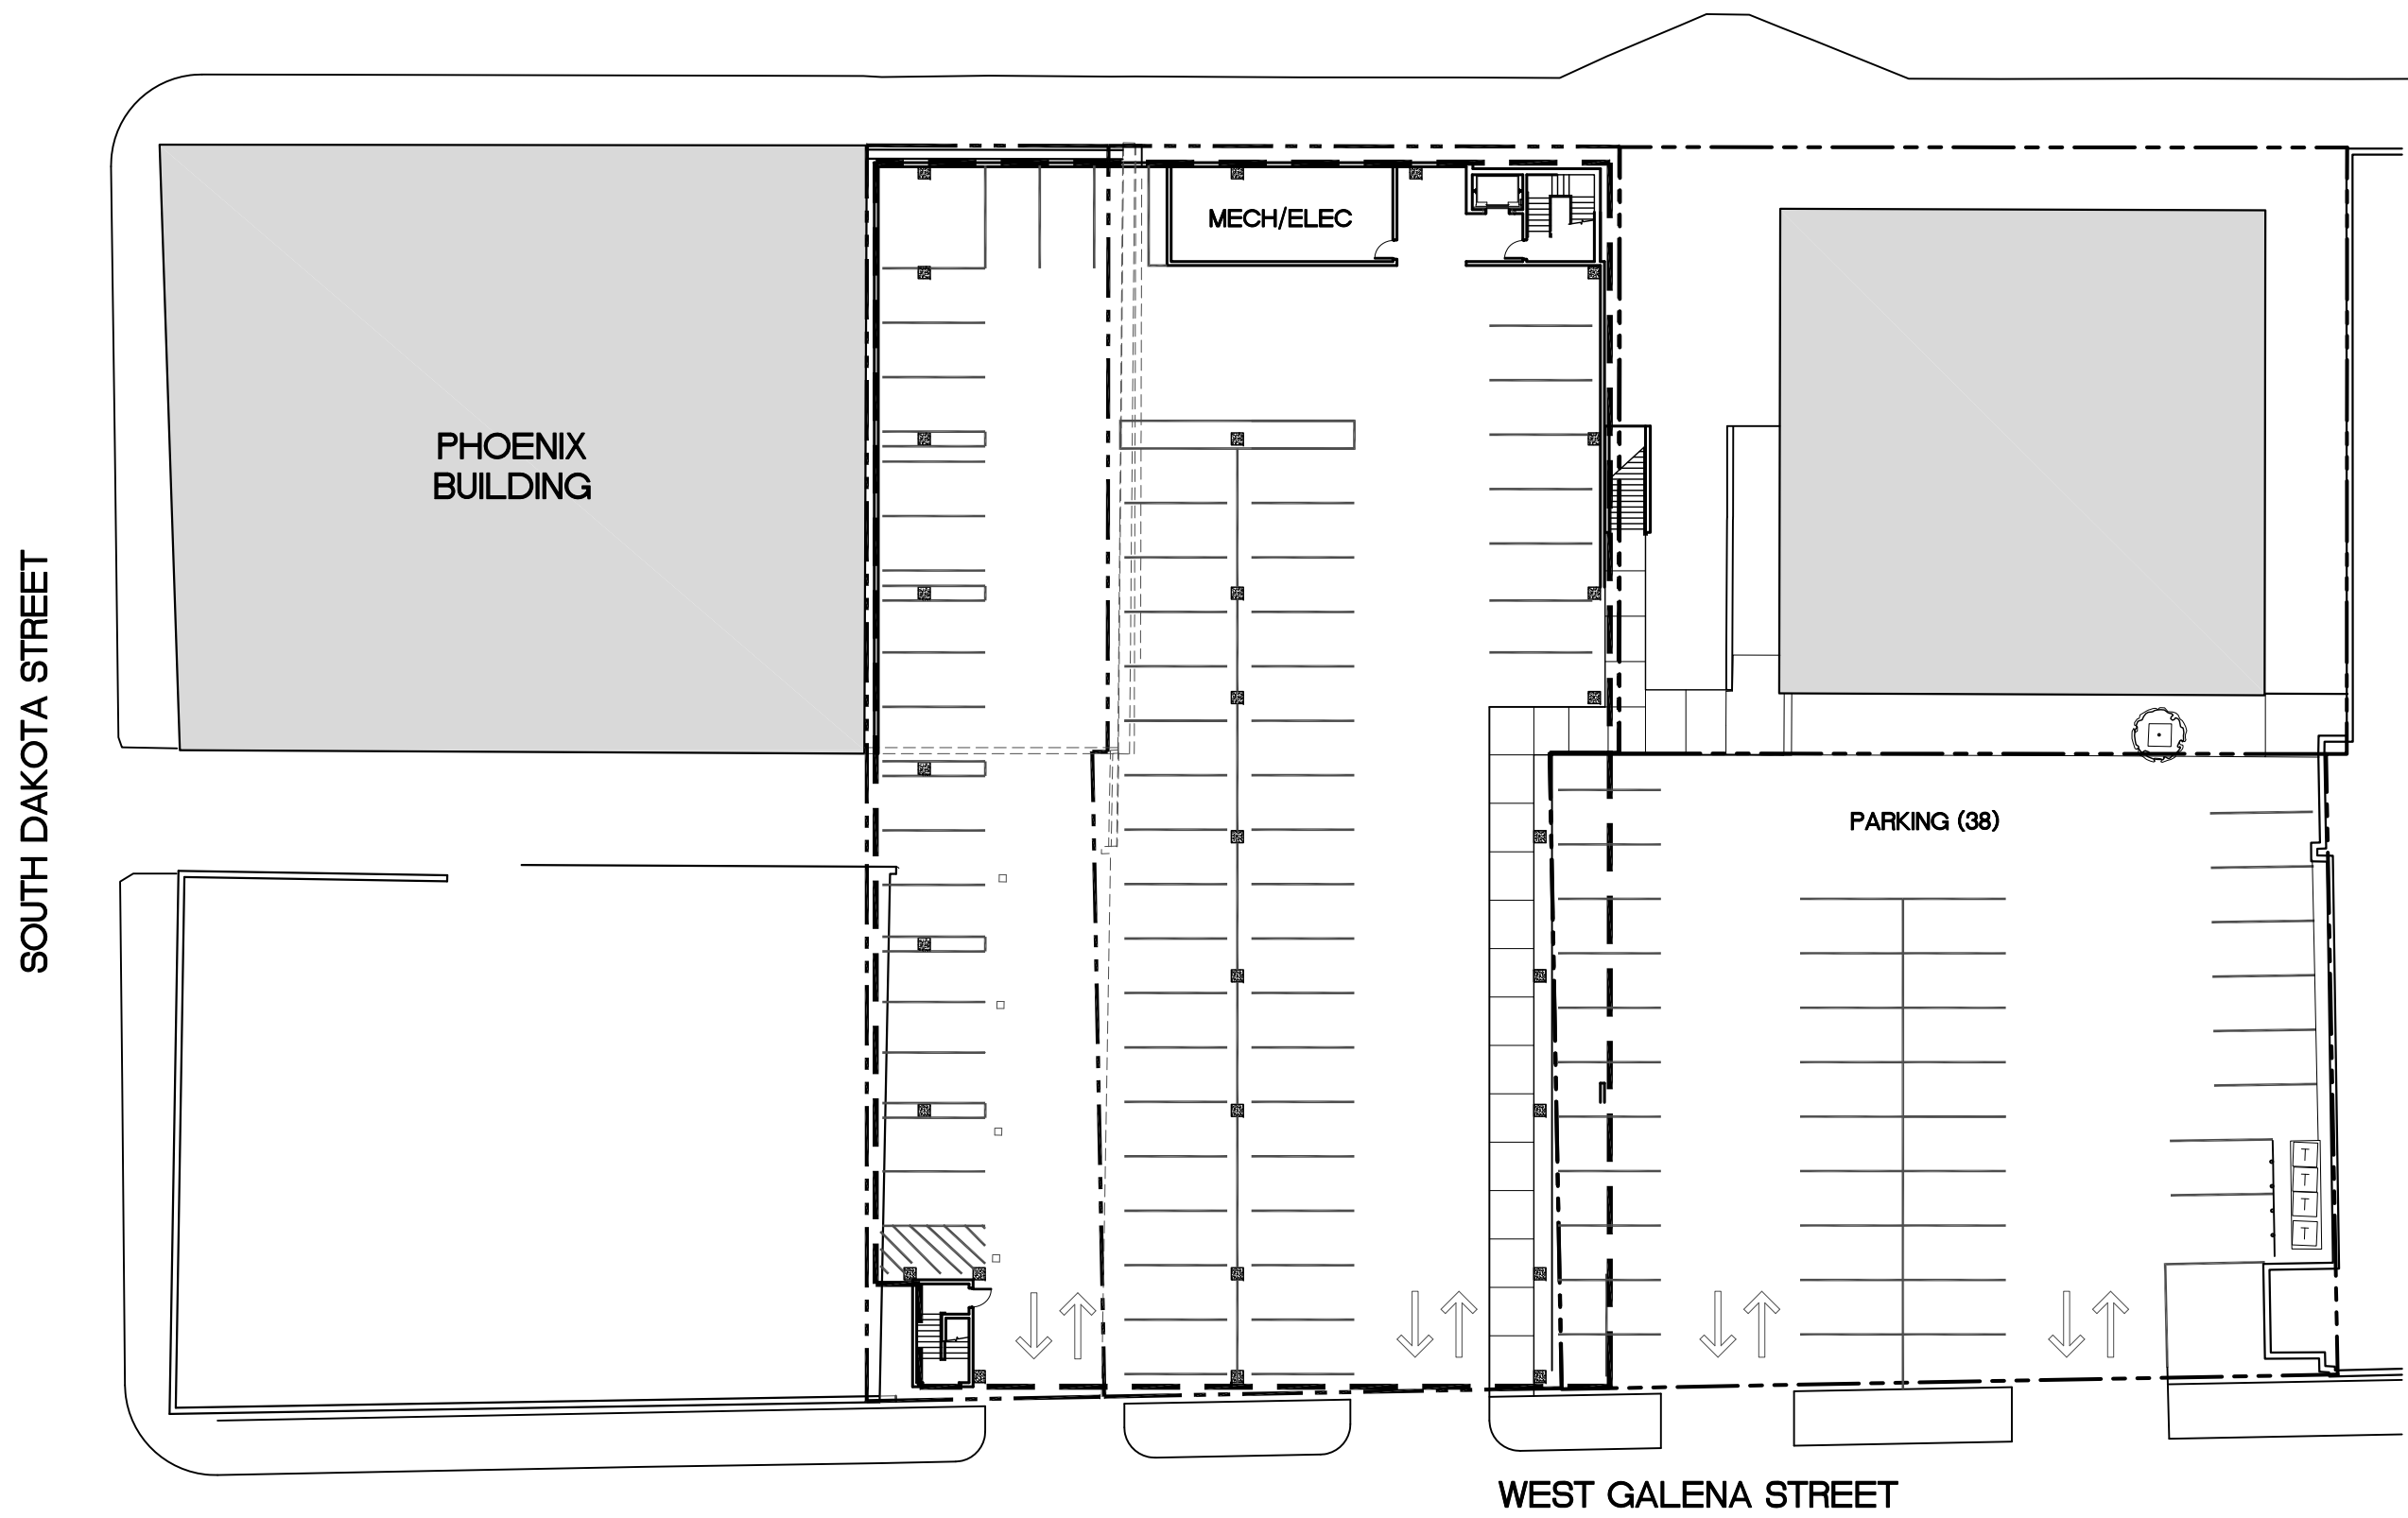 MECH/ELEC
PHOENIX
BUILDING
SOUTH DAKOTA STREET
PARKING (38)
T
T
T
T
WEST GALENA STREET